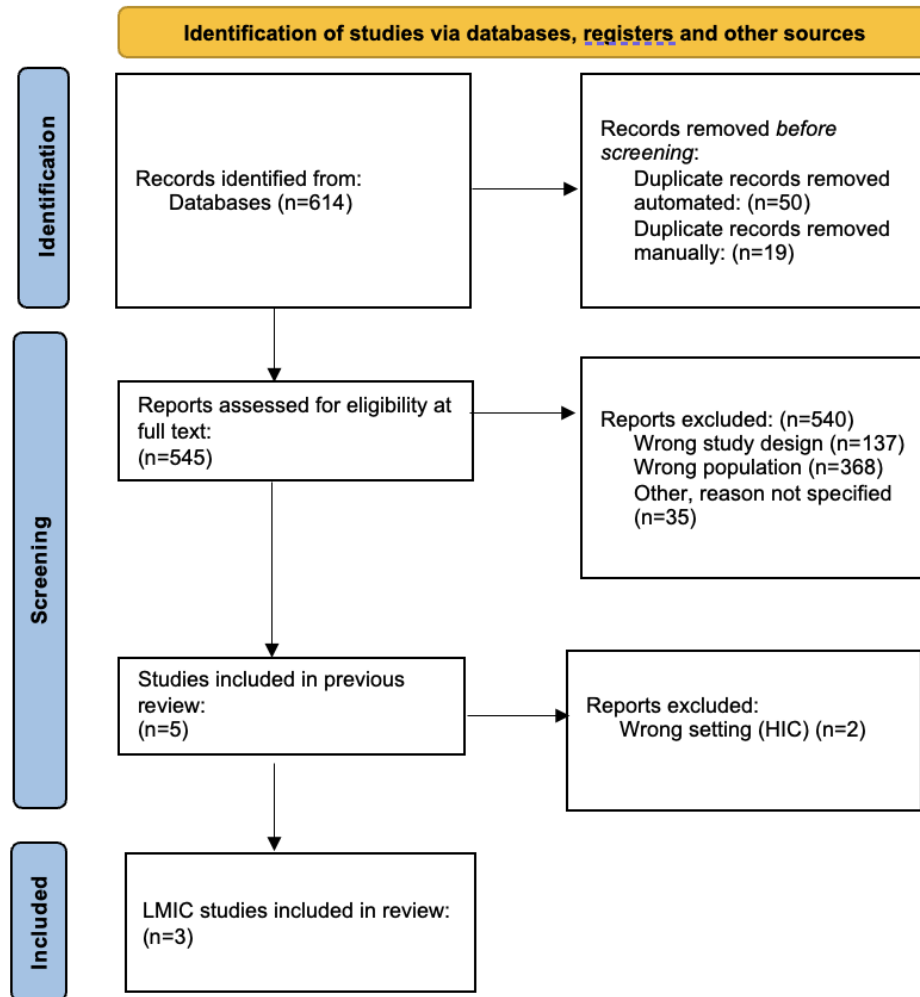 Identification of studies via databases, registers and other sources
Identification
Records identified from:
Databases (n=614)
Records removed before
screening:
Duplicate records removed
automated: (n=50)
Duplicate records removed
manually: (n=19)
Screening
Reports assessed for eligibility at
full text:
(n=545)
Reports excluded: (n=540)
Wrong study design (n=137)
Wrong population (n=368)
Other, reason not specified
(n=35)
Studies included in previous
review:
(n=5)
Reports excluded:
Wrong setting (HIC) (n=2)
Included
LMIC studies included in review:
(n=3)